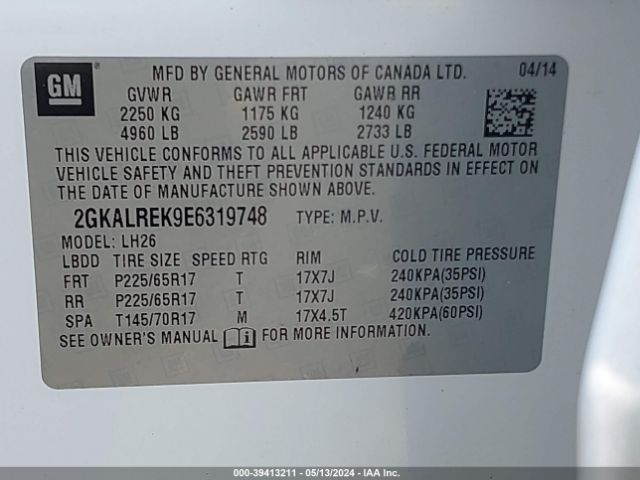 GM ® MFD BY GENERAL MOTORS OF CANADA LTD. 04/14
GVWR GAWR FRT GAWR RR
2250 KG 1175 KG 1240 KG
4960 LB 2590 LB 2733 LB
THIS VEHICLE CONFORMS TO ALL APPLICABLE U.S. FEDERAL MOTOR
VEHICLE SAFETY AND THEFT PREVENTION STANDARDS IN EFFECT ON
THE DATE OF MANUFACTURE SHOWN ABOVE.
2GKALREK9E6319748 TYPE: M.P.V.
MODEL: LH26
LBDD TIRE SIZE SPEED RTG RIM COLD TIRE PRESSURE
FRT P225/65R17 T 17X7J 240KPA(35PSI)
RR P225/65R17 T 17X7J 240KPA(35PSI)
SPA T145/70R17 M 17X4.5T 420KPA(60PSI)
SEE OWNER'S MANUAL FOR MORE INFORMATION.
000-39413211 - 05/13/2024 - IAA Inc.